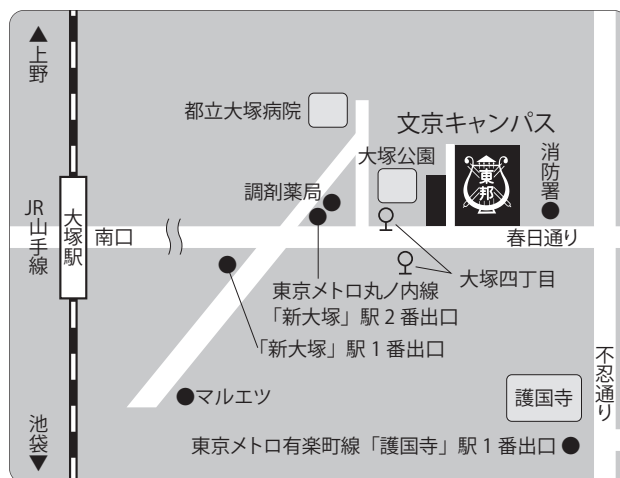 ▲上野
都立大塚病院
文京キャンパス
大塚公園
消防署
東邦
調剤薬局
JR山手線
大塚駅
南口
春日通り
東京メトロ丸ノ内線
「新大塚」駅2番出口
大塚四丁目
「新大塚」駅1番出口
マルエツ
不忍通り
護国寺
池袋▼
東京メトロ有楽町線「護国寺」駅1番出口